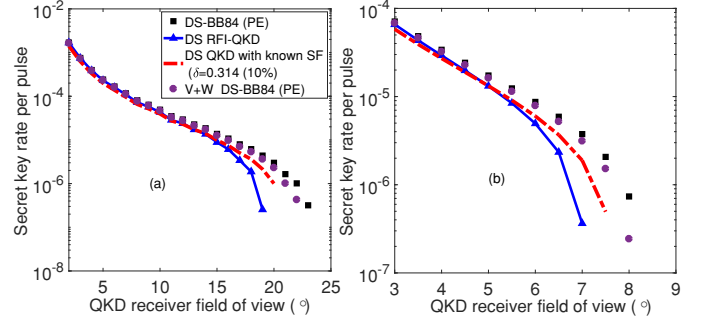 10⁻²
10⁻⁴
10⁻⁶
10⁻⁸
Secret key rate per pulse
DS-BB84 (PE)
DS RFI-QKD
DS QKD with known SF
(δ=0.314 (10%)
V+W DS-BB84 (PE)
(a)
5 10 15 20 25
QKD receiver field of view (°)
10⁻⁴
10⁻⁵
10⁻⁶
10⁻⁷
Secret key rate per pulse
(b)
3 4 5 6 7 8 9
QKD receiver field of view (°)